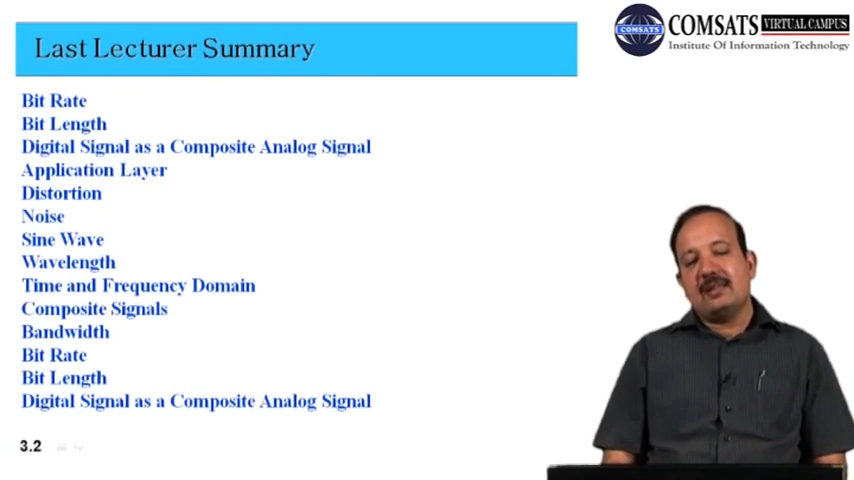 Last Lecturer Summary
COMSATS
COMSATS VIRTUAL CAMPUS
Institute Of Information Technology
Bit Rate
Bit Length
Digital Signal as a Composite Analog Signal
Application Layer
Distortion
Noise
Sine Wave
Wavelength
Time and Frequency Domain
Composite Signals
Bandwidth
Bit Rate
Bit Length
Digital Signal as a Composite Analog Signal
3.2